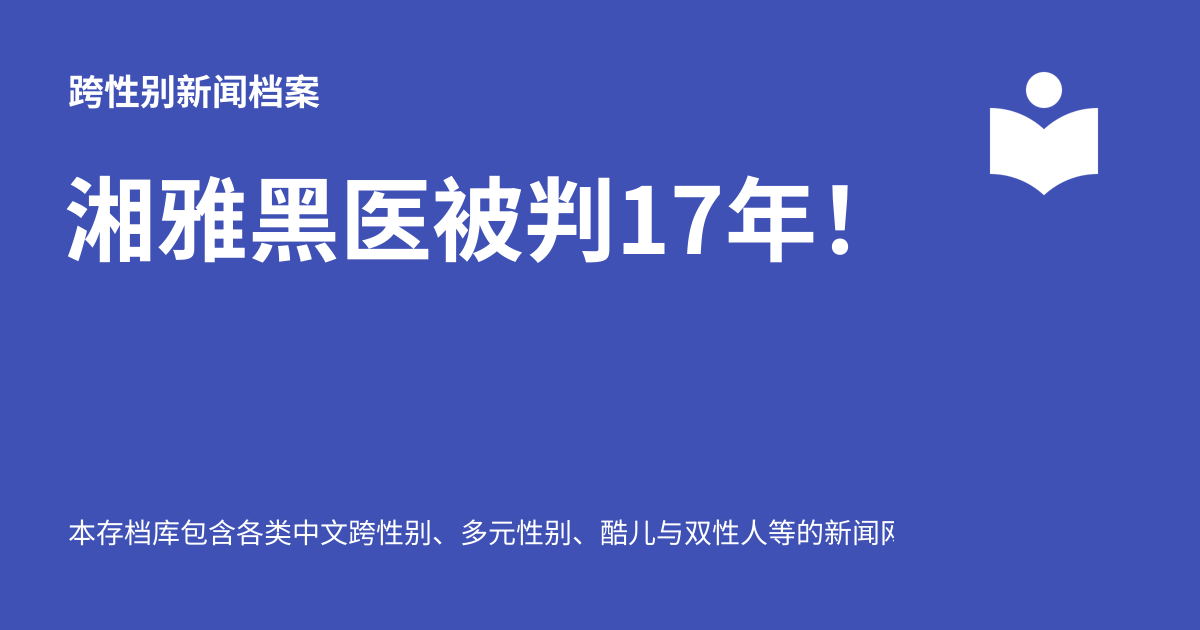 跨性别新闻档案
湘雅黑医被判17年！
本存档库包含各类中文跨性别、多元性别、酷儿与双性人等的新闻